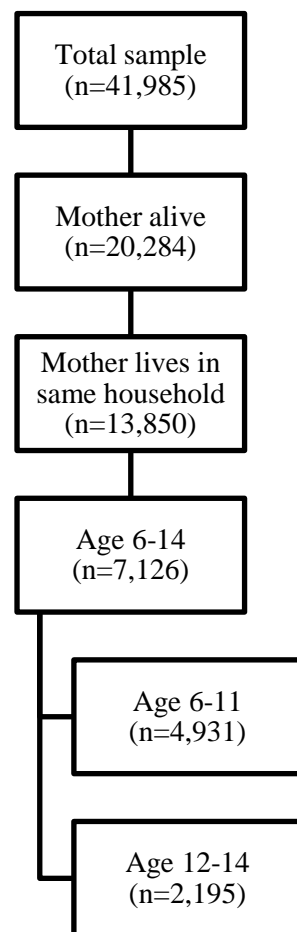 Total sample
(n=41,985)
Mother alive
(n=20,284)
Mother lives in
same household
(n=13,850)
Age 6-14
(n=7,126)
Age 6-11
(n=4,931)
Age 12-14
(n=2,195)